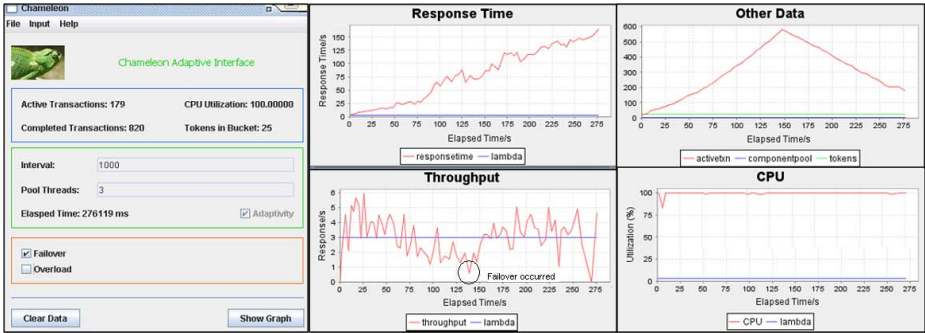 Chameleon
File Input Help
Chameleon Adaptive Interface
Active Transactions: 179 CPU Utilization: 100.00000
Completed Transactions: 820 Tokens in Bucket: 25
Interval: 1000
Pool Threads: 3
Elasped Time: 276119 ms Adaptivity
Failover
Overload
Clear Data Show Graph
Response Time
Response Time/s
150
125
100
75
50
25
0
0 25 50 75 100 125 150 175 200 225 250 275
Elapsed Time/s
responsetime lambda
Other Data
600
500
400
300
200
100
0
0 25 50 75 100 125 150 175 200 225 250 275
Elapsed Time/s
activetxn componentpool tokens
Throughput
Response/s
6
5
4
3
2
1
0
Failover occurred
0 25 50 75 100 125 150 175 200 225 250 275
Elapsed Time/s
throughput lambda
CPU
Utilization (%)
100
75
50
25
0
0 25 50 75 100 125 150 175 200 225 250 275
Elapsed Time/s
CPU lambda